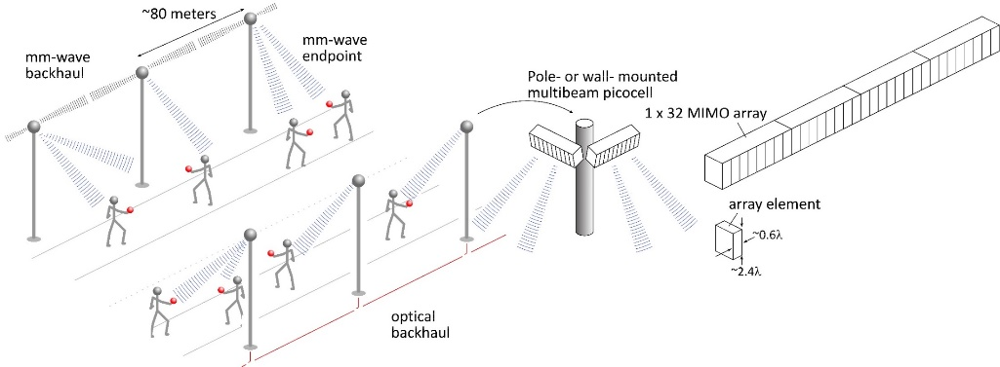 ~80 meters
mm-wave
backhaul
mm-wave
endpoint
Pole- or wall- mounted
multibeam picocell
1 x 32 MIMO array
array element
~0.6λ
~2.4λ
optical
backhaul